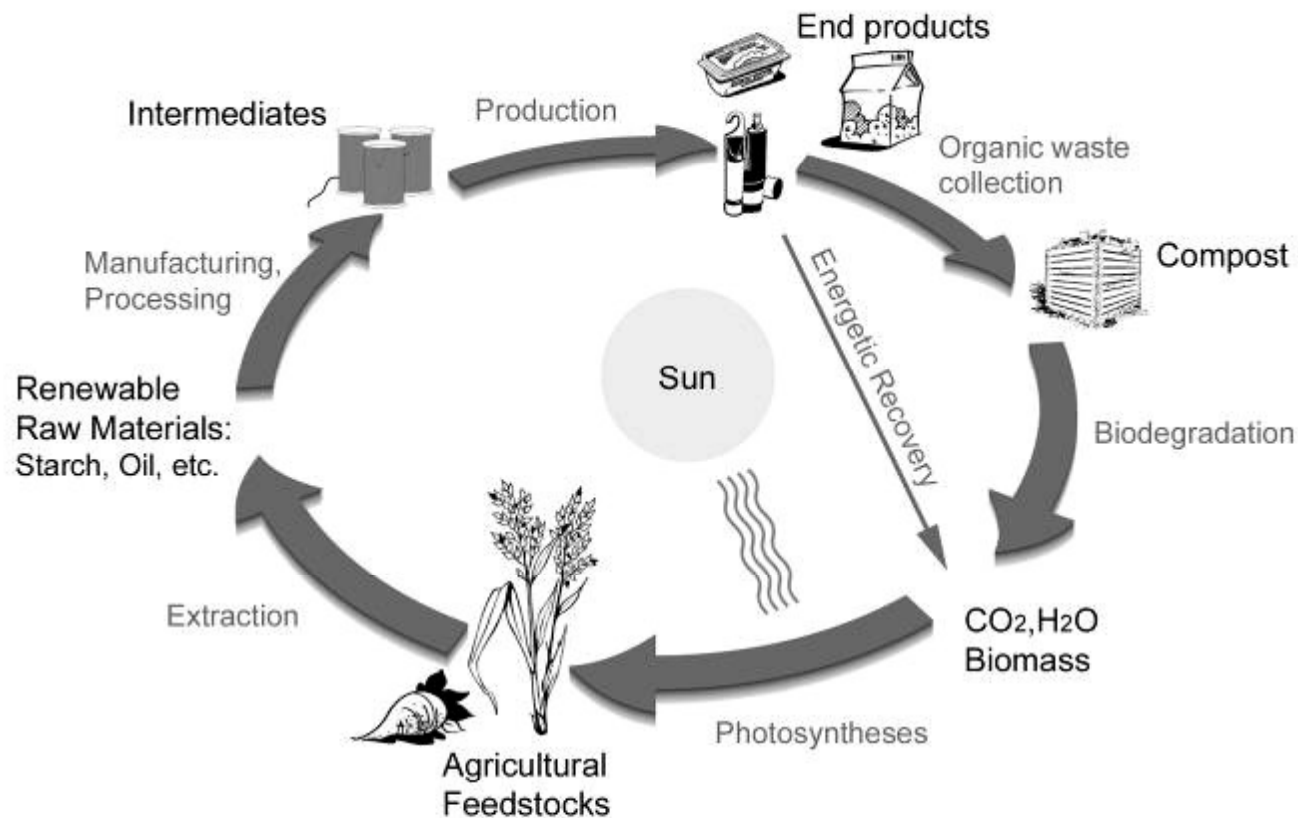 End products
Intermediates
Production
Organic waste
collection
Manufacturing,
Processing
Compost
Energetic Recovery
Sun
Renewable
Raw Materials:
Starch, Oil, etc.
Biodegradation
Extraction
CO2,H2O
Biomass
Photosyntheses
Agricultural
Feedstocks